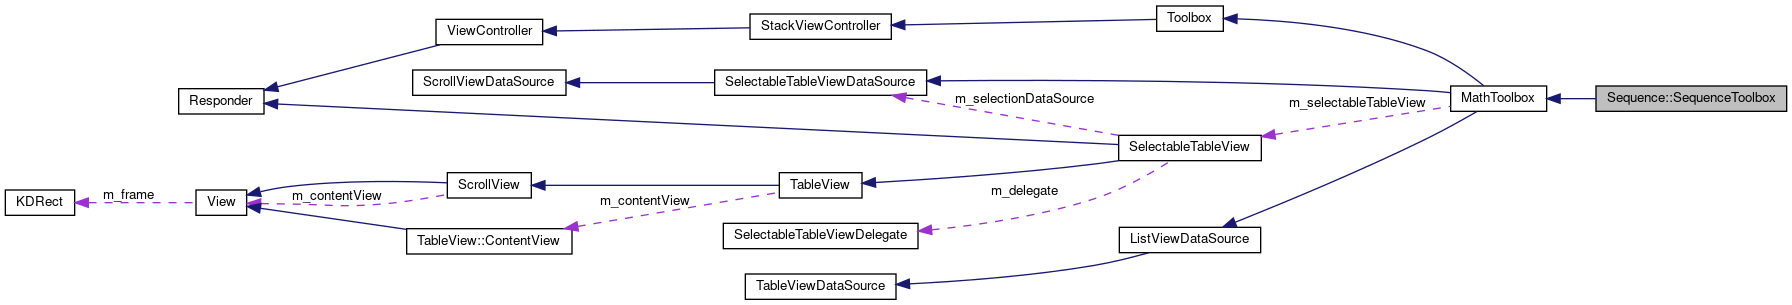 Toolbox
StackViewController
ViewController
ScrollViewDataSource
SelectableTableViewDataSource
Responder
m_selectionDataSource
m_selectableTableView
MathToolbox
Sequence::SequenceToolbox
SelectableTableView
ScrollView
TableView
m_delegate
KDRect
m_frame
View
m_contentView
m_contentView
TableView::ContentView
SelectableTableViewDelegate
ListViewDataSource
TableViewDataSource